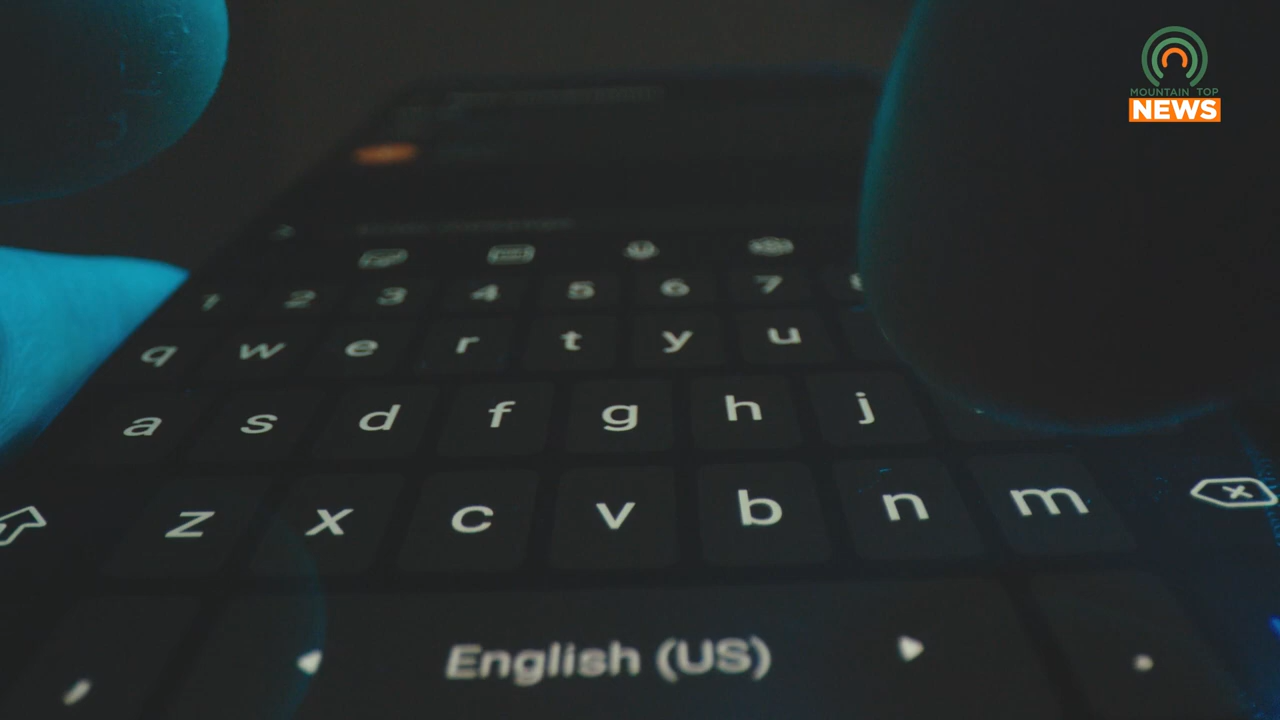 MOUNTAIN TOP
NEWS
1 2 3 4 5 6 7
q w e r t y u
a s d f g h j
z x c v b n m
, English (US) .